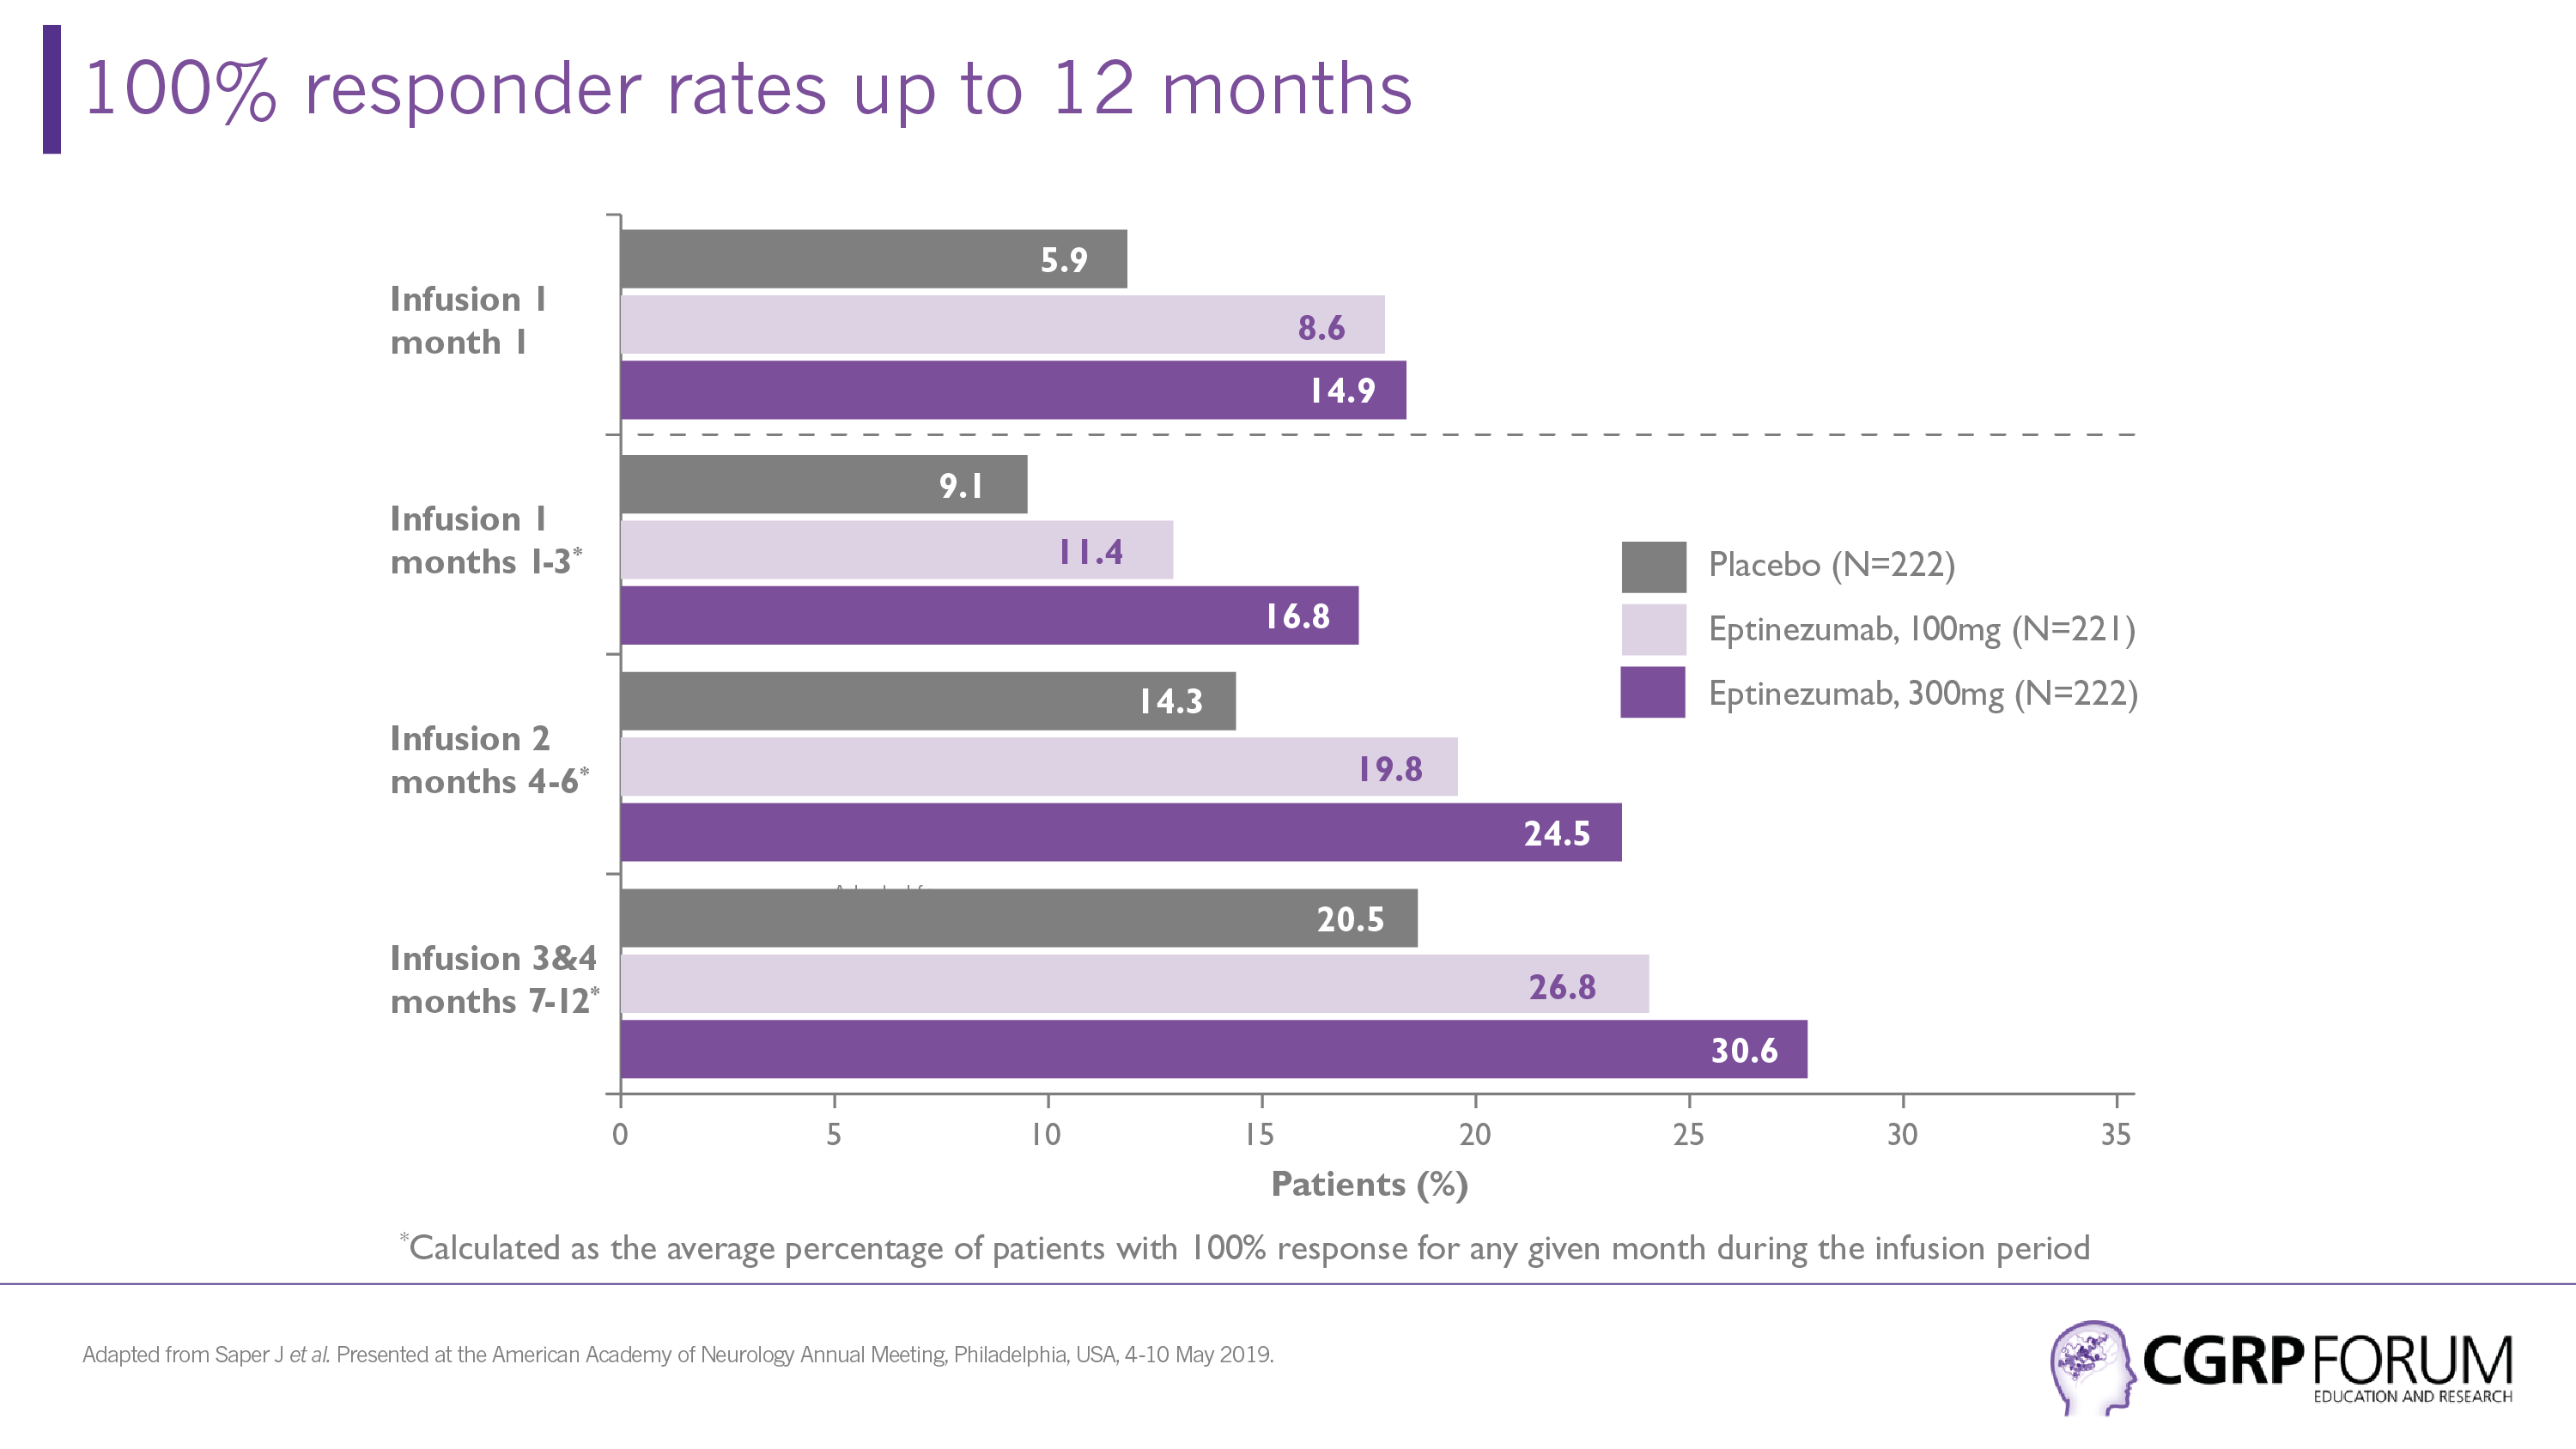 100% responder rates up to 12 months
5.9
Infusion 1
month 1
8.6
14.9
9.1
Infusion 1
months 1-3*
11.4
16.8
Placebo (N=222)
Eptinezumab, 100mg (N=221)
Eptinezumab, 300mg (N=222)
14.3
Infusion 2
months 4-6*
19.8
24.5
20.5
Infusion 3&4
months 7-12*
26.8
30.6
0 5 10 15 20 25 30 35
Patients (%)
*Calculated as the average percentage of patients with 100% response for any given month during the infusion period
Adapted from Saper J et al. Presented at the American Academy of Neurology Annual Meeting, Philadelphia, USA, 4-10 May 2019.
CGRP FORUM
EDUCATION AND RESEARCH